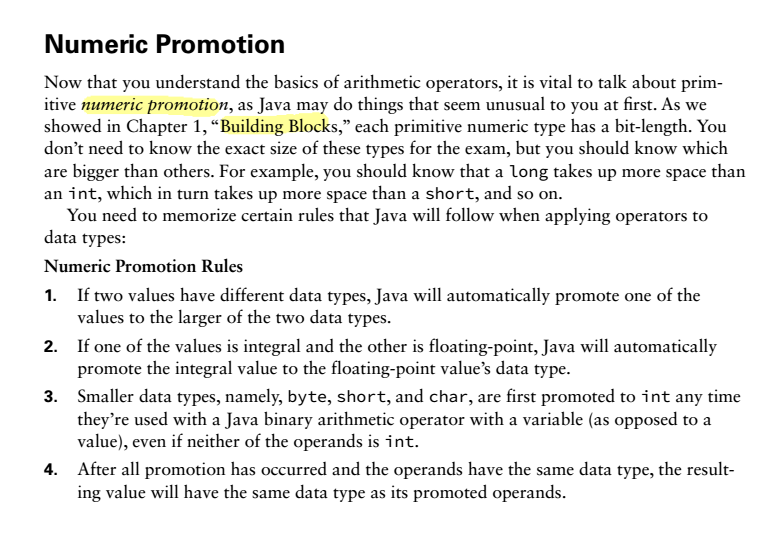 Numeric Promotion
Now that you understand the basics of arithmetic operators, it is vital to talk about prim-
itive numeric promotion, as Java may do things that seem unusual to you at first. As we
showed in Chapter 1, “Building Blocks,” each primitive numeric type has a bit-length. You
don’t need to know the exact size of these types for the exam, but you should know which
are bigger than others. For example, you should know that a long takes up more space than
an int, which in turn takes up more space than a short, and so on.
You need to memorize certain rules that Java will follow when applying operators to
data types:
Numeric Promotion Rules
1. If two values have different data types, Java will automatically promote one of the
values to the larger of the two data types.
2. If one of the values is integral and the other is floating-point, Java will automatically
promote the integral value to the floating-point value’s data type.
3. Smaller data types, namely, byte, short, and char, are first promoted to int any time
they’re used with a Java binary arithmetic operator with a variable (as opposed to a
value), even if neither of the operands is int.
4. After all promotion has occurred and the operands have the same data type, the result-
ing value will have the same data type as its promoted operands.